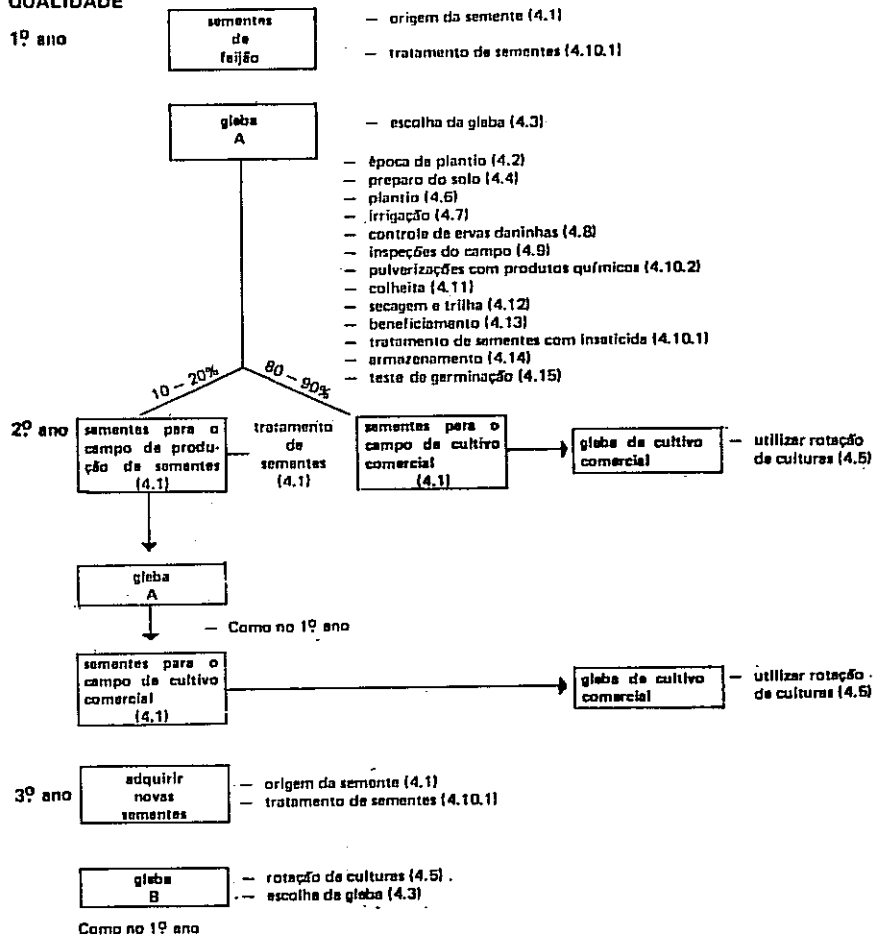 QUALIDADE
1º ano
sementes
de
feijão
— origem da semente (4.1)
— tratamento de sementes (4.10.1)
gleba
A
— escolha da gleba (4.3)
— época de plantio (4.2)
— preparo do solo (4.4)
— plantio (4.6)
— irrigação (4.7)
— controle de ervas daninhas (4.8)
— inspeções do campo (4.9)
— pulverizações com produtos químicos (4.10.2)
— colheita (4.11)
— secagem e trilha (4.12)
— beneficiamento (4.13)
— tratamento de sementes com inseticida (4.10.1)
— armazenamento (4.14)
— teste de germinação (4.15)
10 – 20%
80 – 90%
2º ano
sementes para o
campo de produ-
ção de sementes
(4.1)
tratamento
de
sementes
(4.1)
sementes para o
campo de cultivo
comercial
(4.1)
gleba de cultivo
comercial
— utilizar rotação
de culturas (4.5)
gleba
A
— Como no 1º ano
sementes para o
campo de cultivo
comercial
(4.1)
gleba de cultivo
comercial
— utilizar rotação
de culturas (4.5)
3º ano
adquirir
novas
sementes
— origem da semente (4.1)
— tratamento de sementes (4.10.1)
gleba
B
— rotação de culturas (4.5)
— escolha da gleba (4.3)
Como no 1º ano